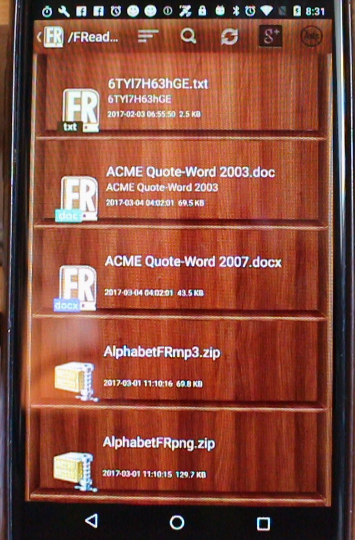 8:31
/FRead...
g+
6TYI7H63hGE.txt
6TYI7H63hGE
2017-02-03 06:55:50 2.5 KB
FR
txt
ACME Quote-Word 2003.doc
ACME Quote-Word 2003
2017-03-04 04:02:01 69.5 KB
FR
doc
ACME Quote-Word 2007.docx
2017-03-04 04:02:01 43.5 KB
FR
docx
AlphabetFRmp3.zip
2017-03-01 11:10:16 69.8 KB
AlphabetFRpng.zip
2017-03-01 11:10:15 129.7 KB